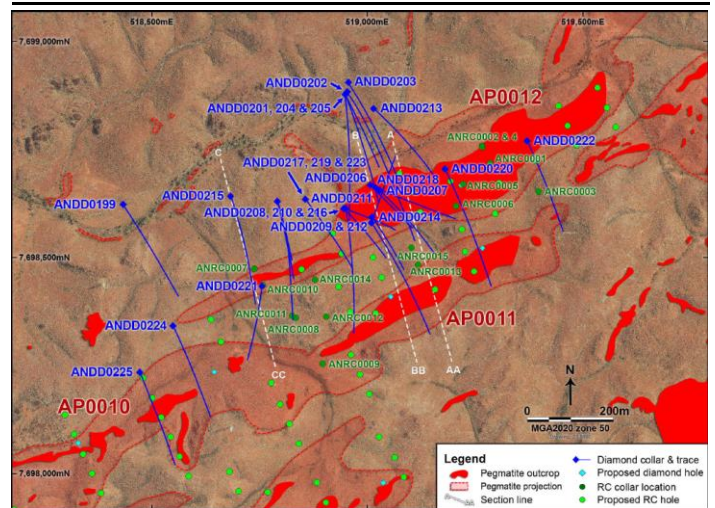 518,500mE
519,000mE
519,500mE
7,699,000mN
ANDD0202
ANDD0203
ANDD0201, 204 & 205
ANDD0213
AP0012
B
A
C
ANRC0002 & 4
ANDD0222
ANRC0001
ANDD0217, 219 & 223
ANDD0220
ANDD0206
ANDD0218
ANRC0005
ANDD0215
ANDD0211
ANDD0207
ANRC0003
ANDD0199
ANDD0208, 210 & 216
ANRC0006
ANDD0214
ANDD0209 & 212
7,698,500mN
ANRC0015
ANRC0007
ANRC0013
ANRC0014
ANDD0221
ANRC0010
ANRC0011
ANRC0012
ANRC0008
AP0011
ANDD0224
ANRC0009
CC
BB
AA
N
ANDD0225
AP0010
0
200m
MGA2020 zone 50
7,698,000mN
Legend
Pegmatite outcrop
Pegmatite projection
Section line
Diamond collar & trace
Proposed diamond hole
RC collar location
Proposed RC hole